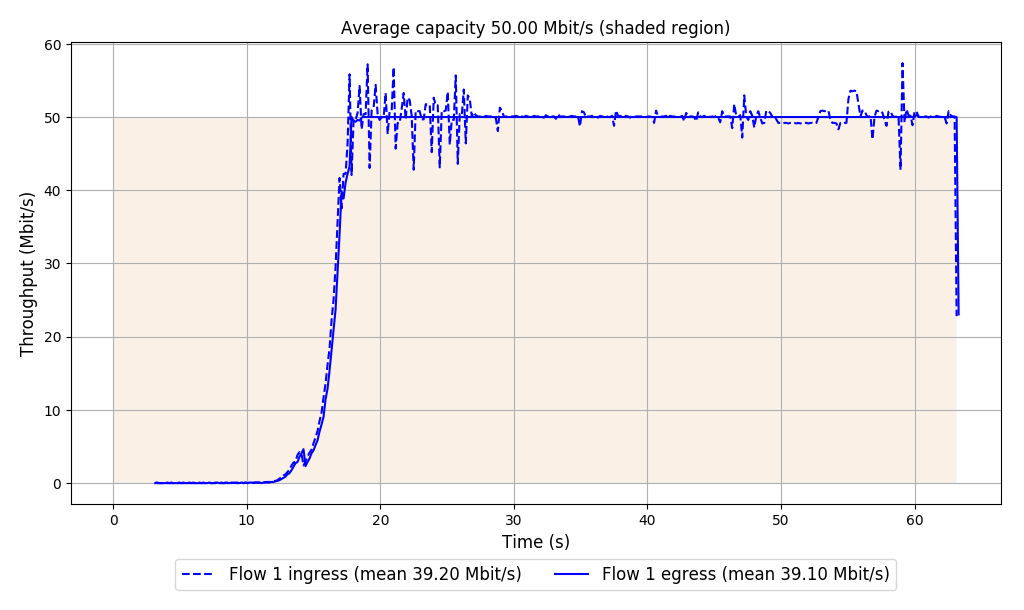 Average capacity 50.00 Mbit/s (shaded region)
60
50
40
30
20
10
0
Throughput (Mbit/s)
0 10 20 30 40 50 60
Time (s)
Flow 1 ingress (mean 39.20 Mbit/s) Flow 1 egress (mean 39.10 Mbit/s)